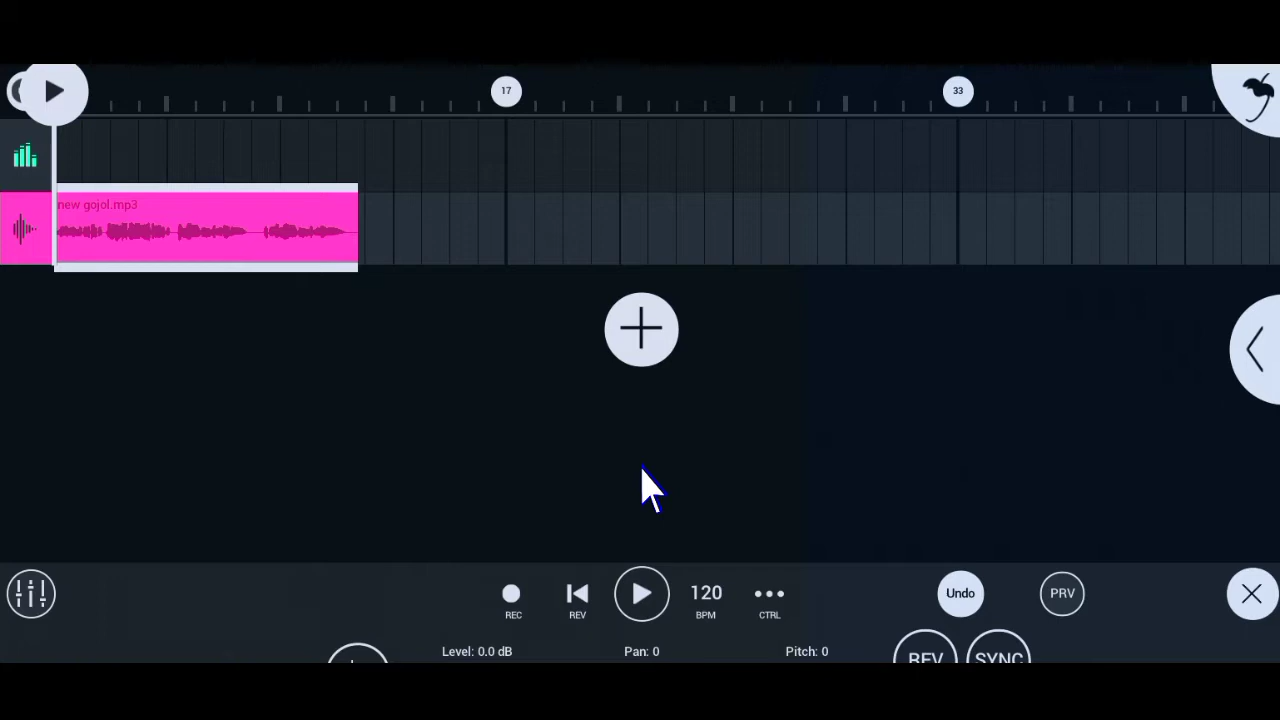 17
33
new gojol.mp3
120
REC
REV
BPM
CTRL
Undo
PRV
Level: 0.0 dB
Pan: 0
Pitch: 0
REV
SYNC